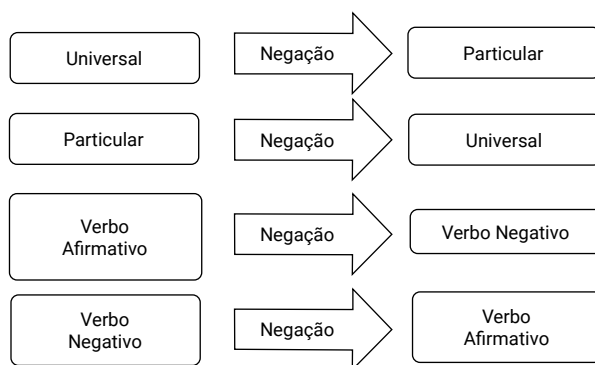 Universal
Negação
Particular
Particular
Negação
Universal
Verbo
Afirmativo
Negação
Verbo Negativo
Verbo
Negativo
Negação
Verbo
Afirmativo